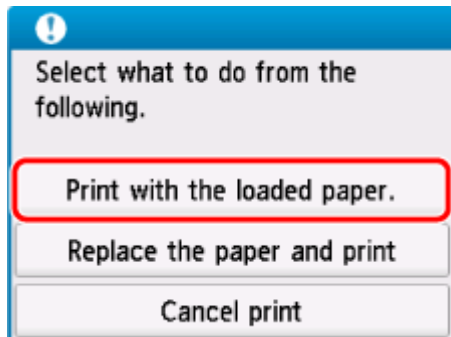 Select what to do from the
following.
Print with the loaded paper.
Replace the paper and print
Cancel print